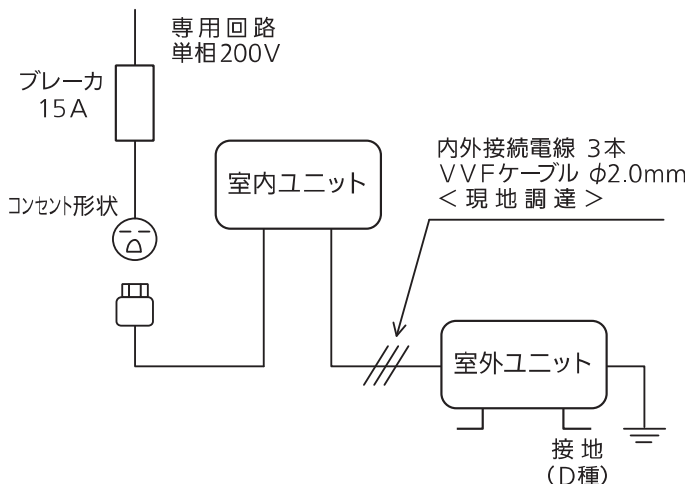 専用回路
単相200V
ブレーカ
15A
コンセント形状
室内ユニット
内外接続電線 3本
VVFケーブル φ2.0mm
＜現地調達＞
室外ユニット
接地
(D種)